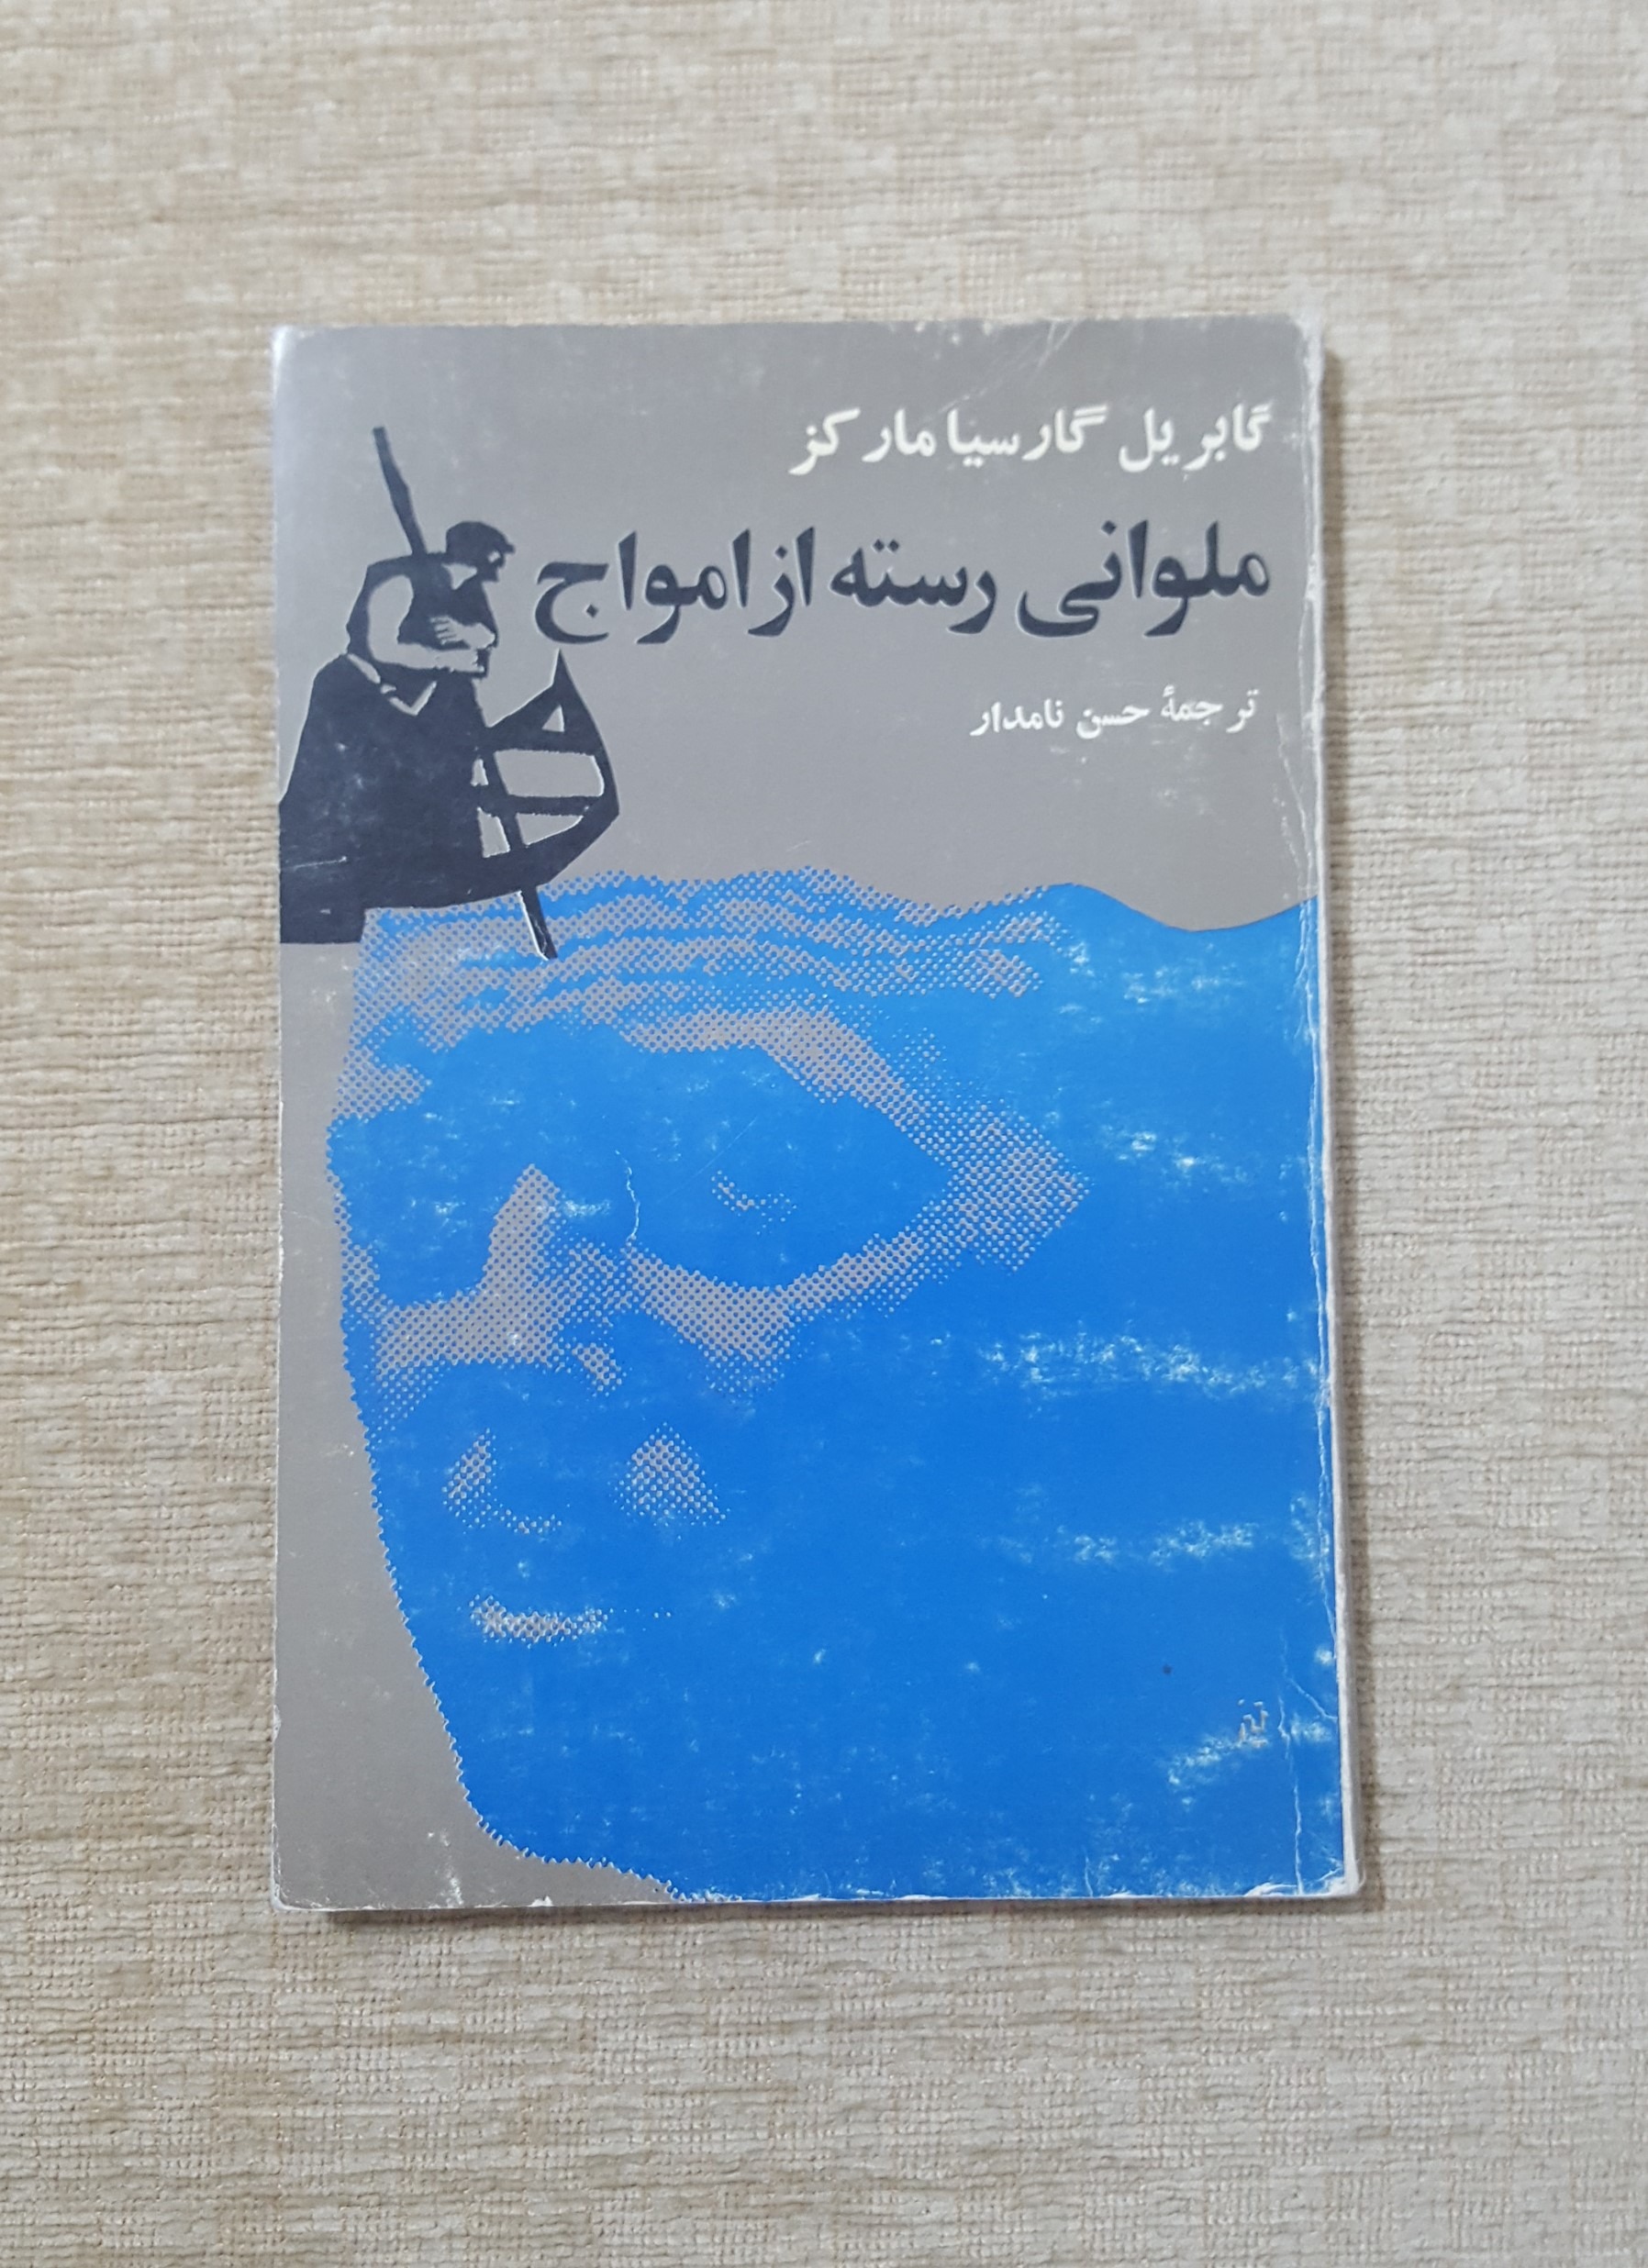 گابریل گارسیا مارکز
ملوانی رسته از امواج
ترجمهٔ حسن نامدار